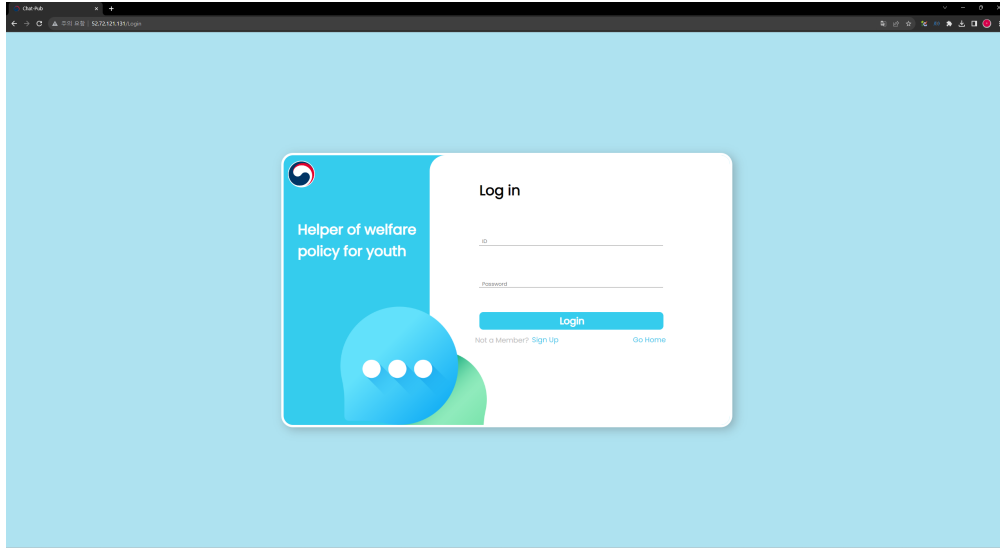 Chat-Pub
주의 요함 | 52.72.121.131/Login
Helper of welfare
policy for youth
Log in
ID
Password
Login
Not a Member? Sign Up
Go Home